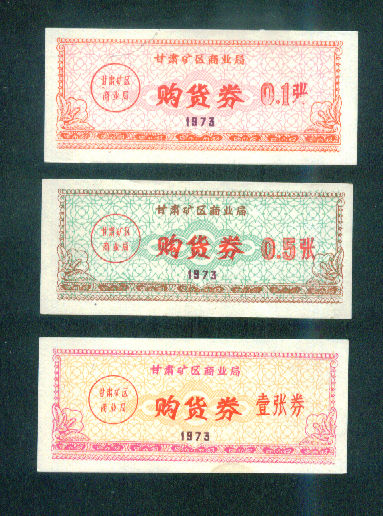 甘肃矿区商业局
甘肃矿区
商业局
购货券 0.1张
1973
甘肃矿区商业局
甘肃矿区
商业局
购货券 0.5张
1973
甘肃矿区商业局
甘肃矿区
商业局
购货券 壹张券
1973